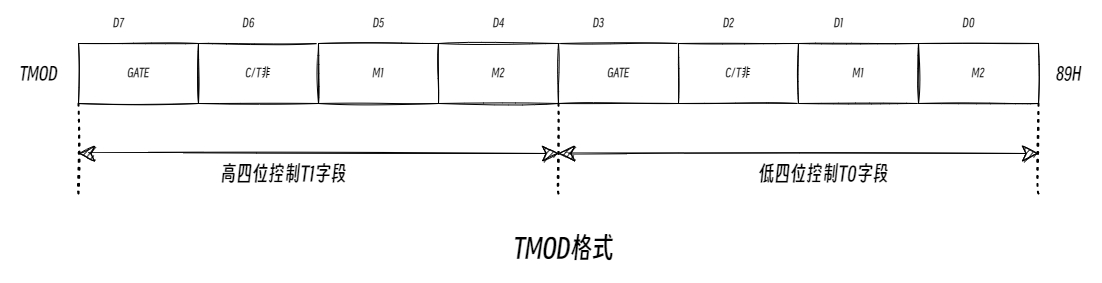 D7 D6 D5 D4 D3 D2 D1 D0
TMOD GATE C/T非 M1 M2 GATE C/T非 M1 M2 89H
高四位控制T1字段 低四位控制T0字段
TMOD格式